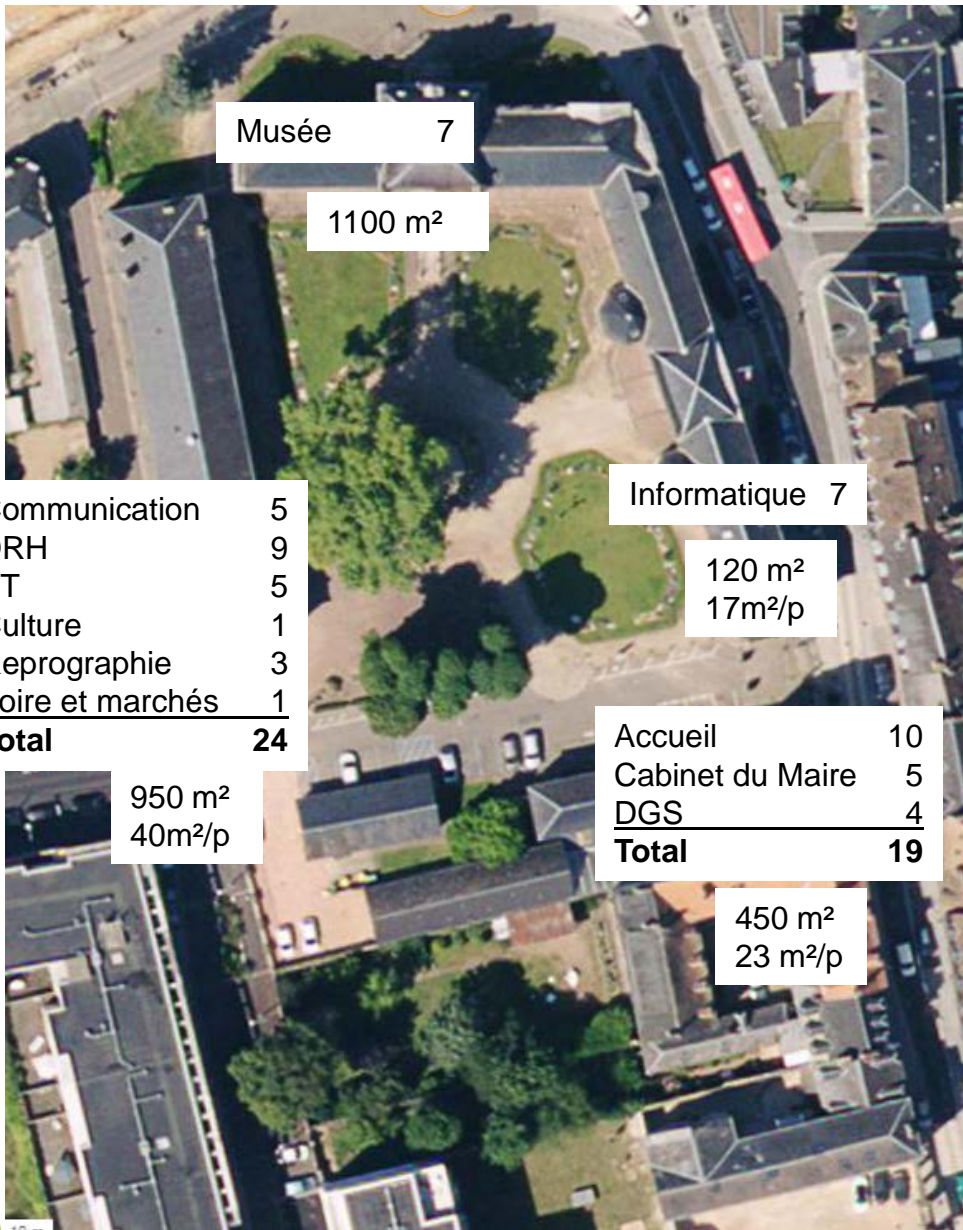 Musée 7
1100 m²
ommunication 5
RH 9
T 5
ulture 1
eprographie 3
oire et marchés 1
otal 24
950 m²
40m²/p
Informatique 7
120 m²
17m²/p
Accueil 10
Cabinet du Maire 5
DGS 4
Total 19
450 m²
23 m²/p